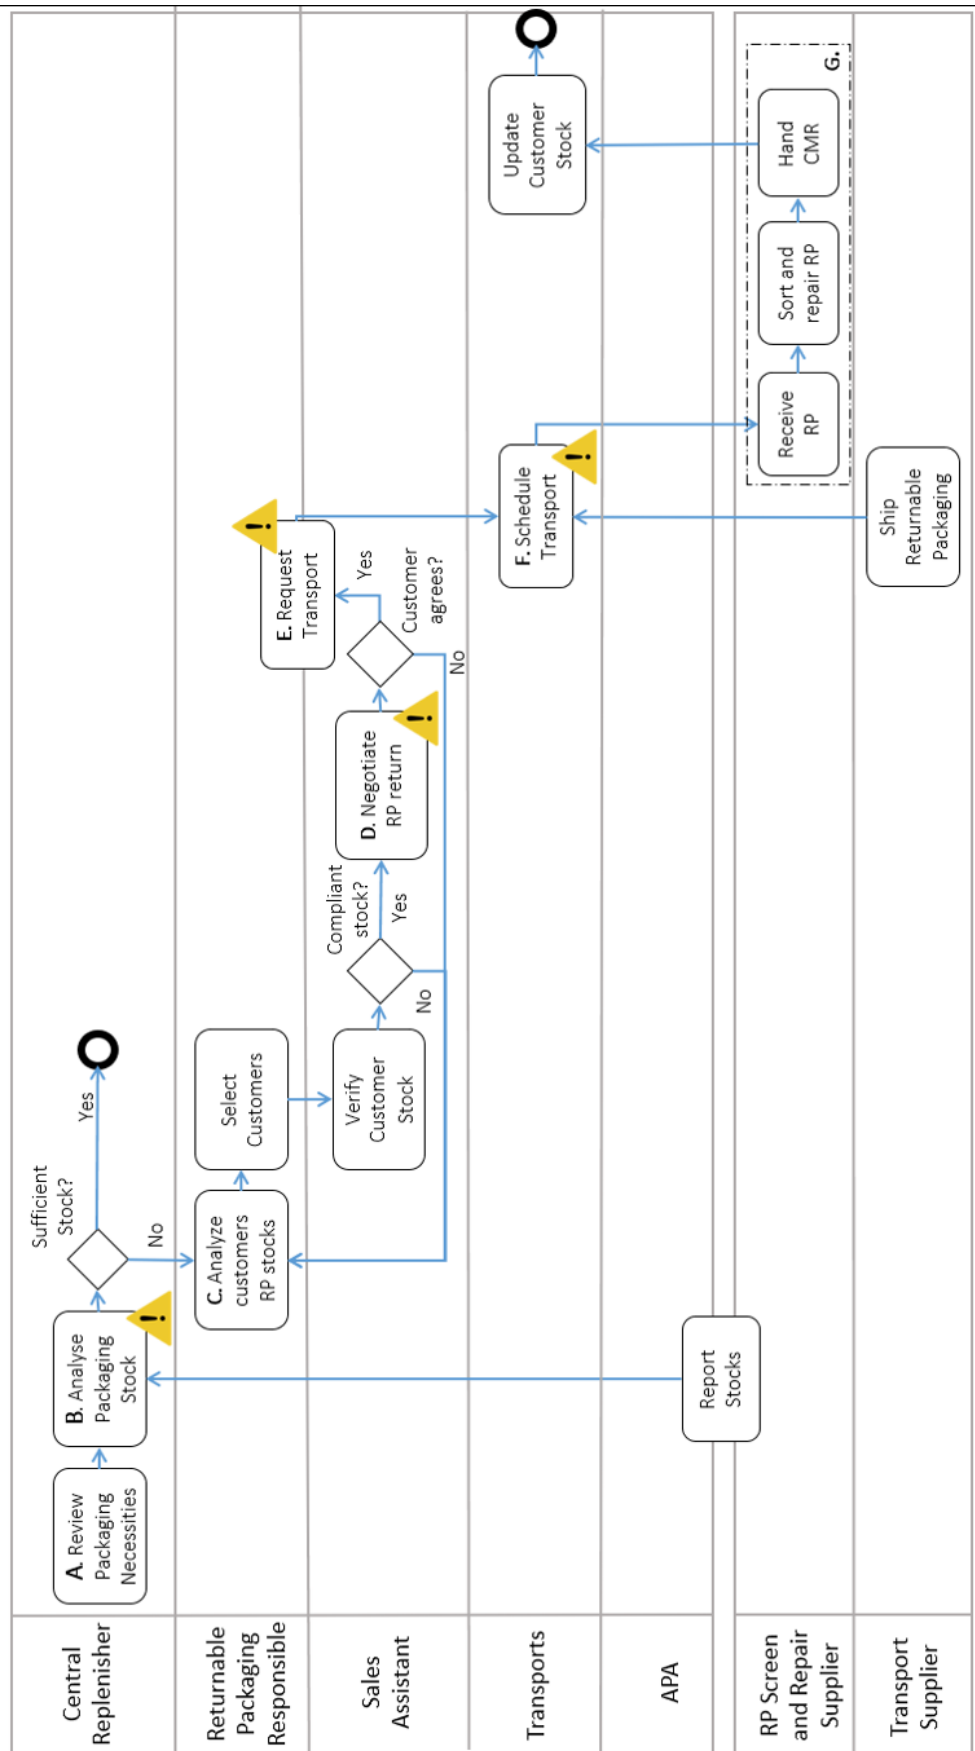 Central
Replenisher
A. Review
Packaging
Necessities
B. Analyse
Packaging
Stock
!
Sufficient
Stock?
Yes
No
Returnable
Packaging
Responsible
C. Analyze
customers
RP stocks
Select
Customers
E. Request
Transport
!
Sales
Assistant
Verify
Customer
Stock
Compliant
stock?
Yes
No
D. Negotiate
RP return
!
Customer
agrees?
Yes
No
Transports
F. Schedule
Transport
!
Update
Customer
Stock
APA
Report
Stocks
RP Screen
and Repair
Supplier
Receive
RP
Sort and
repair RP
Hand
CMR
G.
Transport
Supplier
Ship
Returnable
Packaging